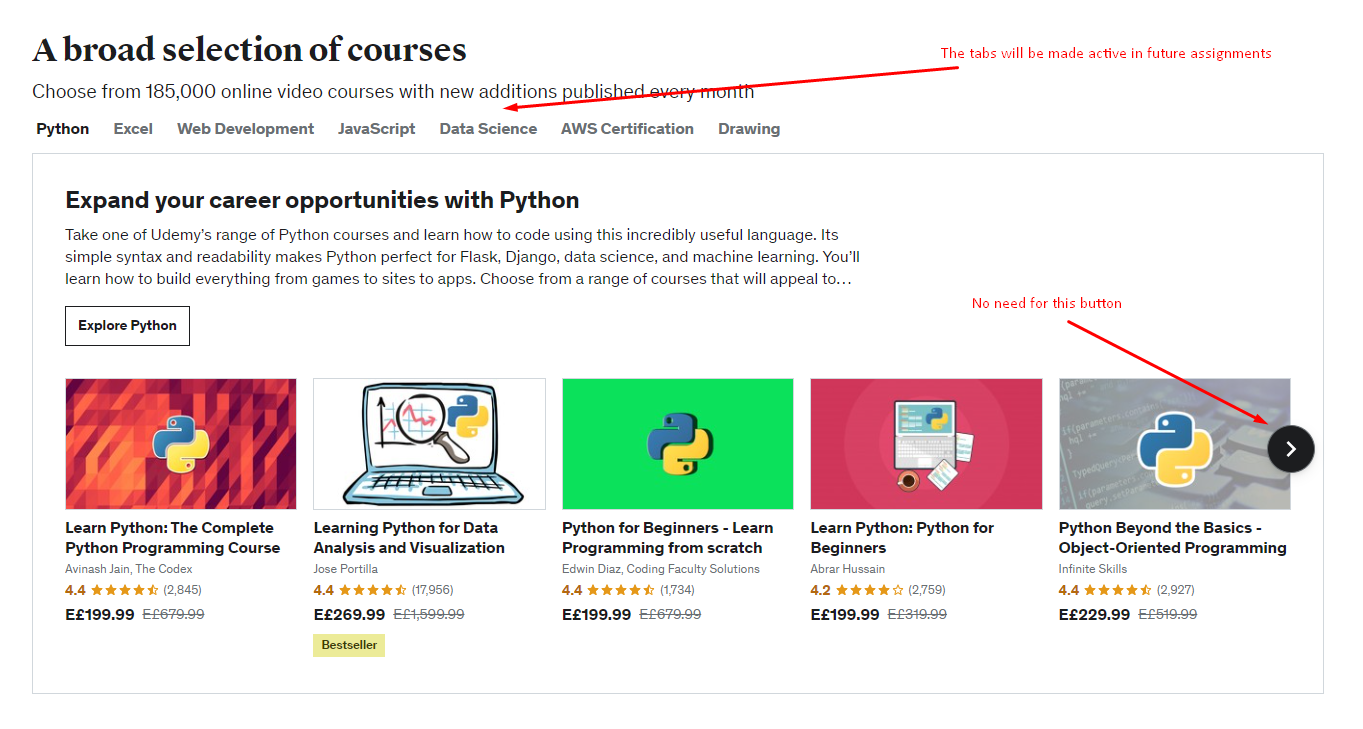 A broad selection of courses
The tabs will be made active in future assignments
Choose from 185,000 online video courses with new additions published every month
Python Excel Web Development JavaScript Data Science AWS Certification Drawing
Expand your career opportunities with Python
Take one of Udemy’s range of Python courses and learn how to code using this incredibly useful language. Its
simple syntax and readability makes Python perfect for Flask, Django, data science, and machine learning. You’ll
learn how to build everything from games to sites to apps. Choose from a range of courses that will appeal to…
No need for this button
Explore Python
Learn Python: The Complete
Python Programming Course
Avinash Jain, The Codex
4.4 (2,845)
E£199.99 E£679.99
Learning Python for Data
Analysis and Visualization
Jose Portilla
4.4 (17,956)
E£269.99 E£1,599.99
Bestseller
Python for Beginners - Learn
Programming from scratch
Edwin Diaz, Coding Faculty Solutions
4.4 (1,734)
E£199.99 E£679.99
Learn Python: Python for
Beginners
Abrar Hussain
4.2 (2,759)
E£199.99 E£319.99
Python Beyond the Basics -
Object-Oriented Programming
Infinite Skills
4.4 (2,927)
E£229.99 E£519.99